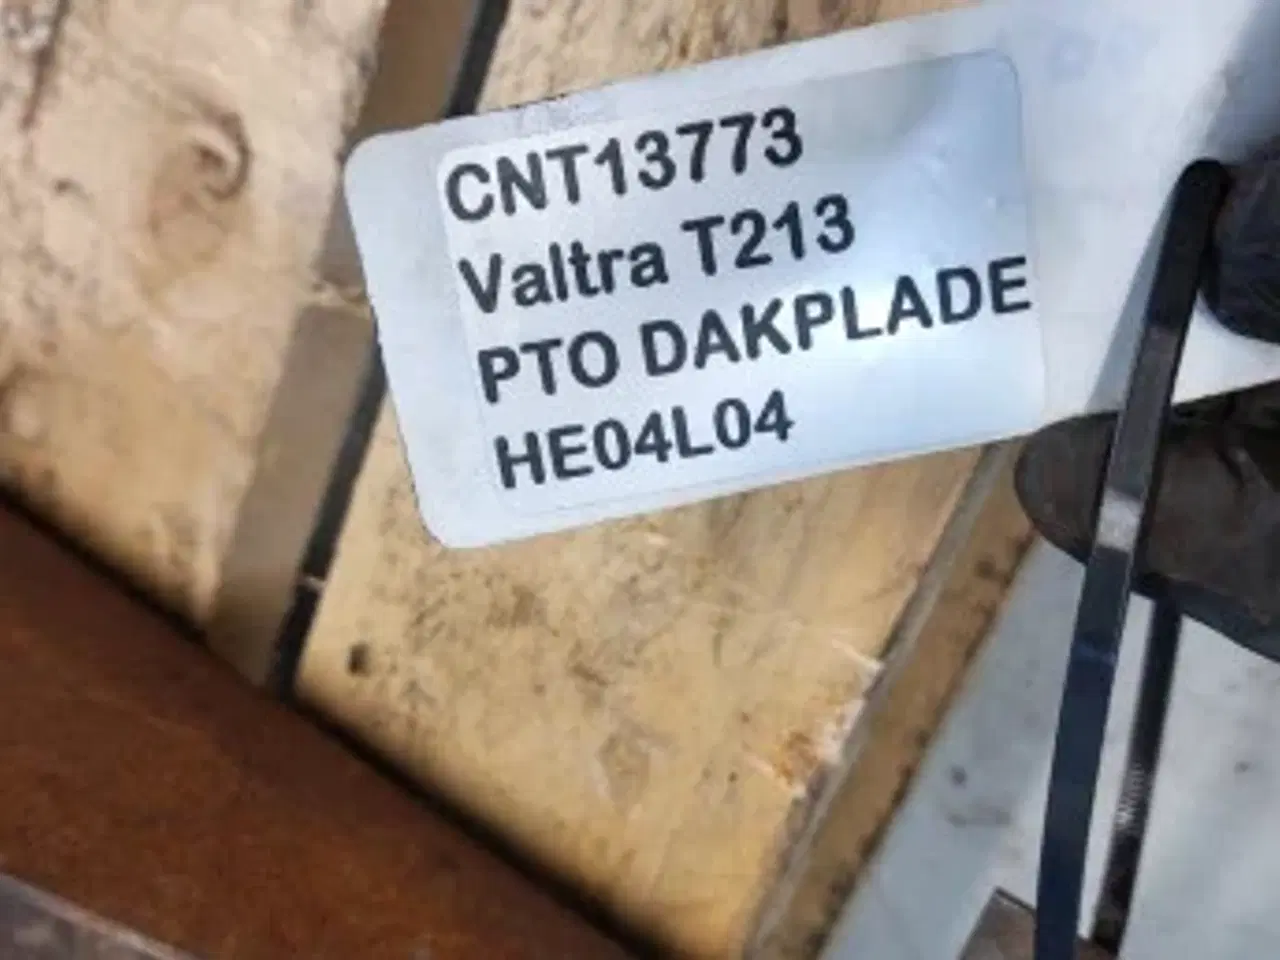 CNT13773
Valtra T213
PTO DAKPLADE
HE04L04